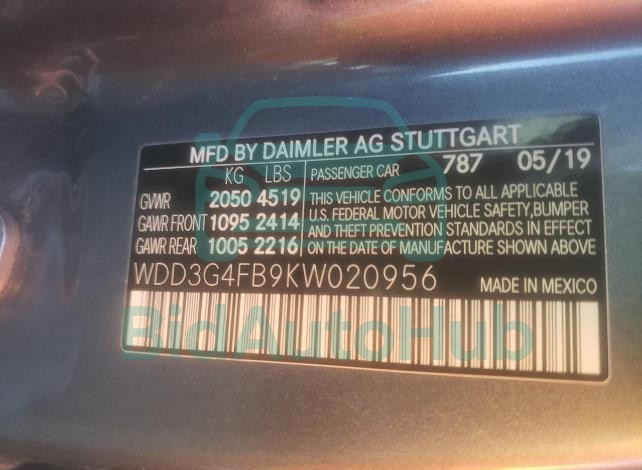 MFD BY DAIMLER AG STUTTGART
KG LBS PASSENGER CAR 787 05/19
GVWR 2050 4519 THIS VEHICLE CONFORMS TO ALL APPLICABLE
GAWR FRONT 1095 2414 U.S. FEDERAL MOTOR VEHICLE SAFETY,BUMPER
AND THEFT PREVENTION STANDARDS IN EFFECT
GAWR REAR 1005 2216 ON THE DATE OF MANUFACTURE SHOWN ABOVE
WDD3G4FB9KW020956 MADE IN MEXICO
BidAutoHub